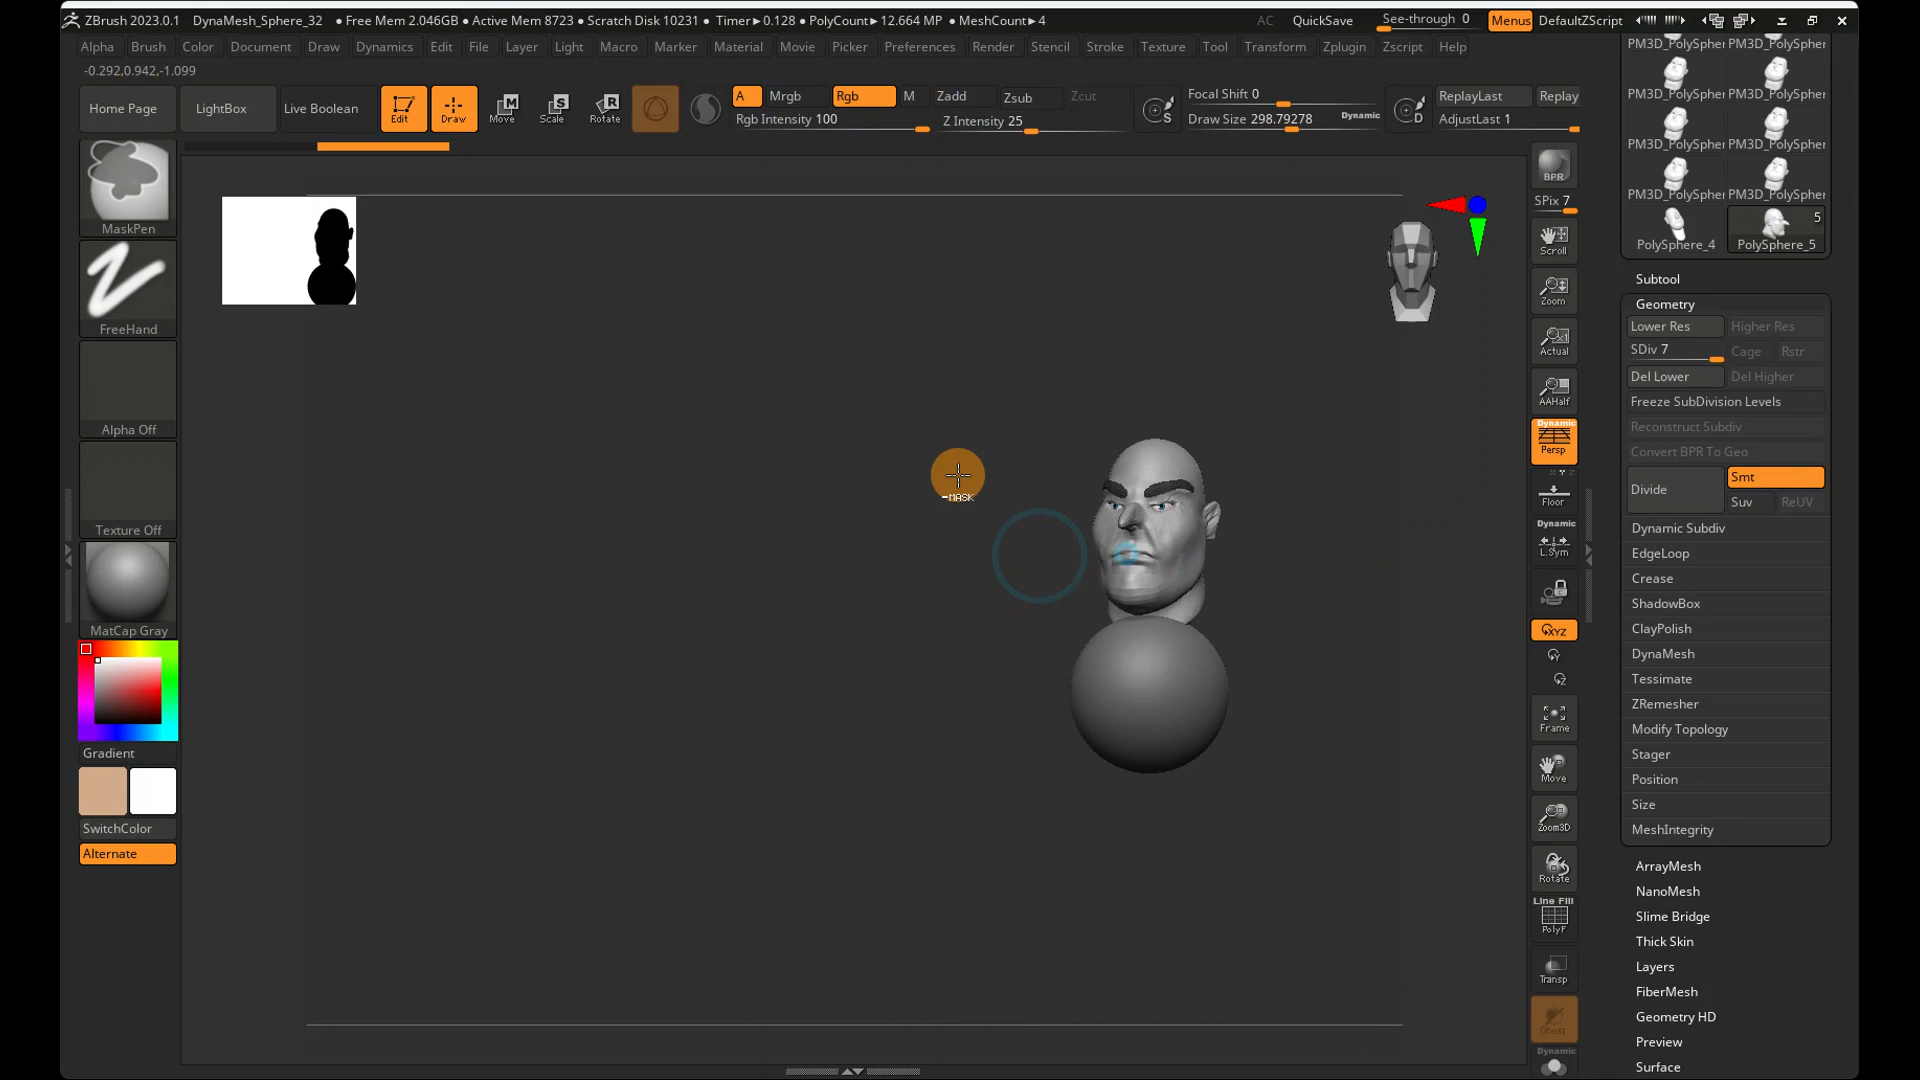 ZBrush 2023.0.1 DynaMesh_Sphere_32 ● Free Mem 2.046GB ● Active Mem 8723 ● Scratch Disk 10231 ● Timer►0.128 ● PolyCount►12.664 MP ● MeshCount►4 AC QuickSave See-through 0 Menus DefaultZScript
Alpha Brush Color Document Draw Dynamics Edit File Layer Light Macro Marker Material Movie Picker Preferences Render Stencil Stroke Texture Tool Transform Zplugin Zscript Help
-0.292,0.942,-1.099
Home Page LightBox Live Boolean Edit Draw Move Scale Rotate
M S R
A Mrgb Rgb M Zadd Zsub Zcut
Rgb Intensity 100 Z Intensity 25
S Focal Shift 0
Draw Size 298.79278 Dynamic
D ReplayLast Replay
AdjustLast 1
MaskPen
FreeHand
Alpha Off
Texture Off
MatCap Gray
Gradient
SwitchColor
Alternate
-MASK
BPR
SPix 7
Scroll
Zoom
Actual
AAHalf
Dynamic
Persp
Floor
Dynamic
L.Sym
XYZ
Y
Z
Frame
Move
Zoom3D
Rotate
Line Fill
PolyF
Transp
Ghost
Dynamic
PM3D_PolySpher PM3D_PolySpher
PM3D_PolySpher PM3D_PolySpher
PM3D_PolySpher PM3D_PolySpher
PM3D_PolySpher PM3D_PolySpher
5
PolySphere_4 PolySphere_5
Subtool
Geometry
Lower Res Higher Res
SDiv 7 Cage Rstr
Del Lower Del Higher
Freeze SubDivision Levels
Reconstruct Subdiv
Convert BPR To Geo
Divide Smt
Suv ReUV
Dynamic Subdiv
EdgeLoop
Crease
ShadowBox
ClayPolish
DynaMesh
Tessimate
ZRemesher
Modify Topology
Stager
Position
Size
MeshIntegrity
ArrayMesh
NanoMesh
Slime Bridge
Thick Skin
Layers
FiberMesh
Geometry HD
Preview
Surface